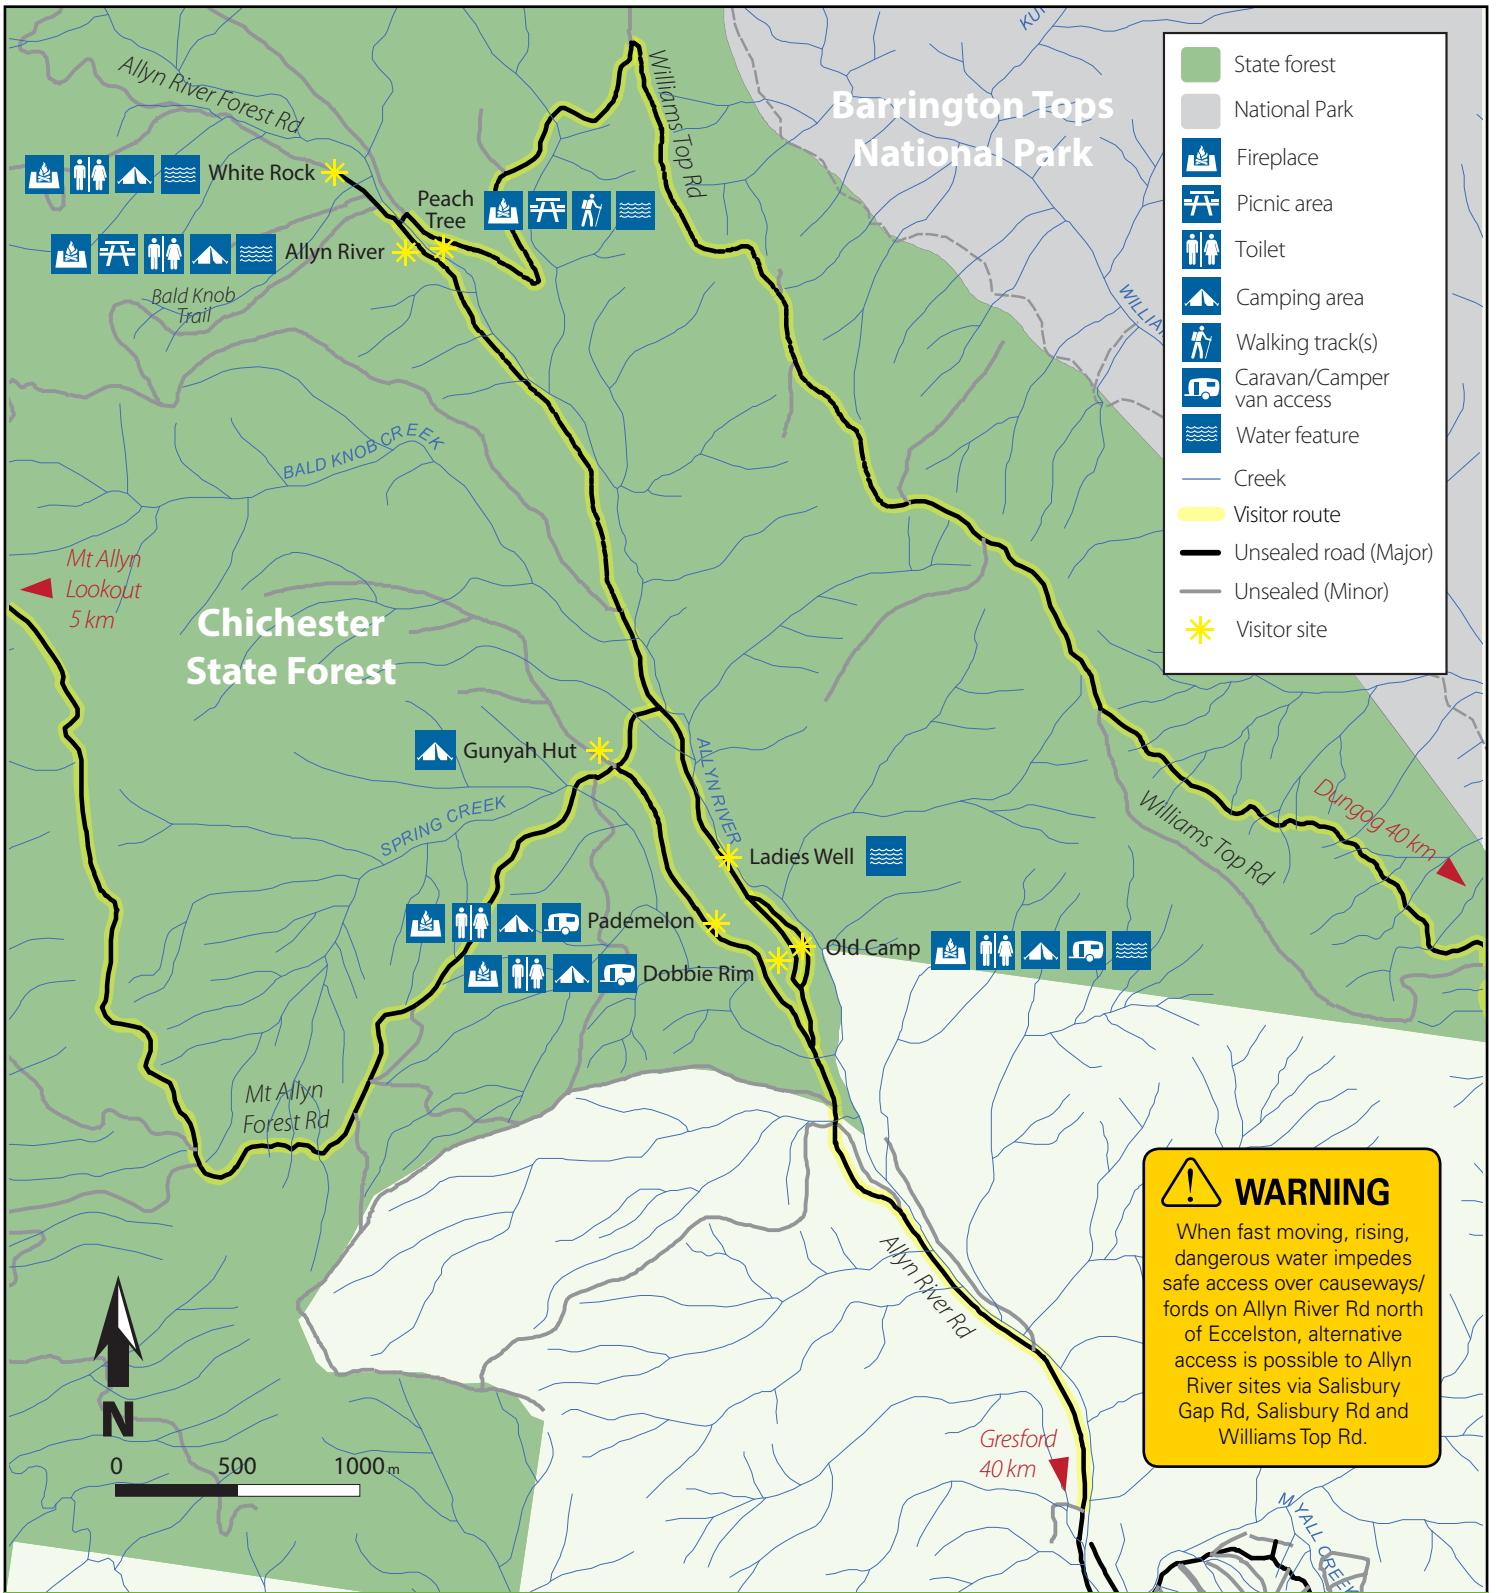 KU
Allyn River Forest Rd
Williams Top Rd
Barrington Tops
National Park
White Rock
Peach
Tree
Allyn River
Bald Knob
Trail
WILLIA
BALD KNOB CREEK
Mt Allyn
Lookout
5 km
Chichester
State Forest
Gunyah Hut
ALLYN RIVER
SPRING CREEK
Ladies Well
Williams Top Rd
Dungog 40 km
Pademelon
Old Camp
Dobbie Rim
Mt Allyn
Forest Rd
Allyn River Rd
Gresford
40 km
MYALL CREEK
N
0 500 1000 m
State forest
National Park
Fireplace
Picnic area
Toilet
Camping area
Walking track(s)
Caravan/Camper
van access
Water feature
Creek
Visitor route
Unsealed road (Major)
Unsealed (Minor)
Visitor site
WARNING
When fast moving, rising,
dangerous water impedes
safe access over causeways/
fords on Allyn River Rd north
of Eccelston, alternative
access is possible to Allyn
River sites via Salisbury
Gap Rd, Salisbury Rd and
Williams Top Rd.